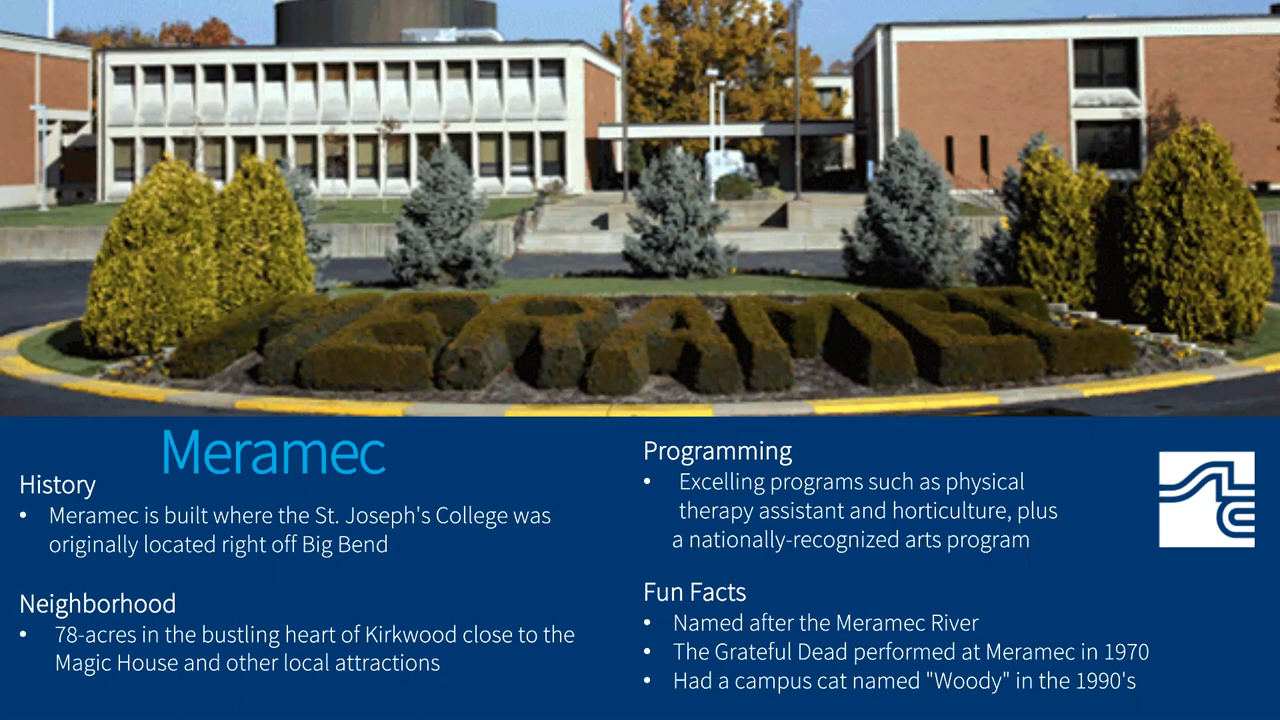 MERAMEC
Meramec
History
• Meramec is built where the St. Joseph's College was
originally located right off Big Bend
Neighborhood
• 78-acres in the bustling heart of Kirkwood close to the
Magic House and other local attractions
Programming
• Excelling programs such as physical
therapy assistant and horticulture, plus
a nationally-recognized arts program
Fun Facts
• Named after the Meramec River
• The Grateful Dead performed at Meramec in 1970
• Had a campus cat named "Woody" in the 1990's